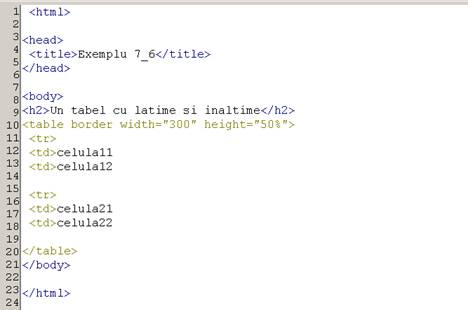 1 <html>
2
3 <head>
4 <title>Exemplu 7_6</title>
5 </head>
6
7
8 <body>
9 <h2>Un tabel cu latime si inaltime</h2>
10 <table border width="300" height="50%">
11 <tr>
12 <td>celula11
13 <td>celula12
14
15 <tr>
16 <td>celula21
17 <td>celula22
18
19
20 </table>
21 </body>
22
23 </html>
24